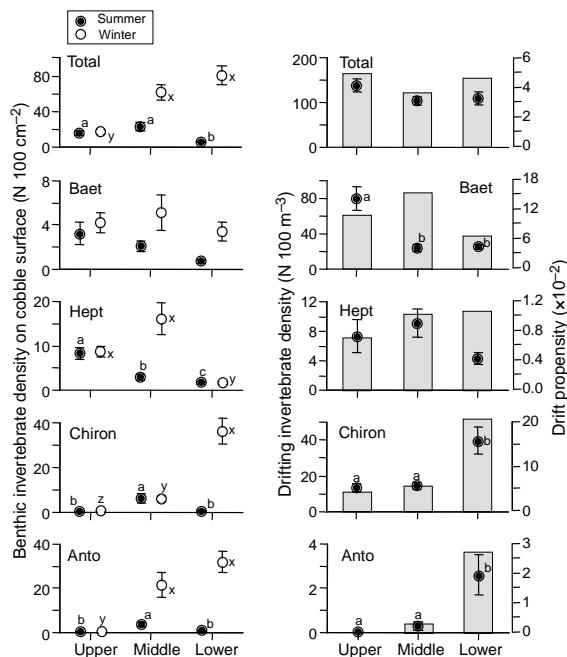 Summer
Winter
Benthic invertebrate density on cobble surface (N 100 cm⁻²)
Total
80
40
0
a
y
a
x
b
x
Baet
8
4
0
Hept
20
10
0
a
x
b
x
c
y
Chiron
40
20
0
b
z
a
y
b
x
Anto
40
20
0
b
y
a
x
b
x
Upper Middle Lower
Drifting invertebrate density (N 100 m⁻³)
Drift propensity (×10⁻²)
Total
200
150
100
0
6
4
2
0
Baet
80
40
0
18
12
6
0
a
b
b
Hept
12
8
4
0
1.2
0.8
0.4
0.0
Chiron
40
20
0
20
10
0
a
a
b
Anto
4
2
0
3
2
1
0
a
a
b
Upper Middle Lower